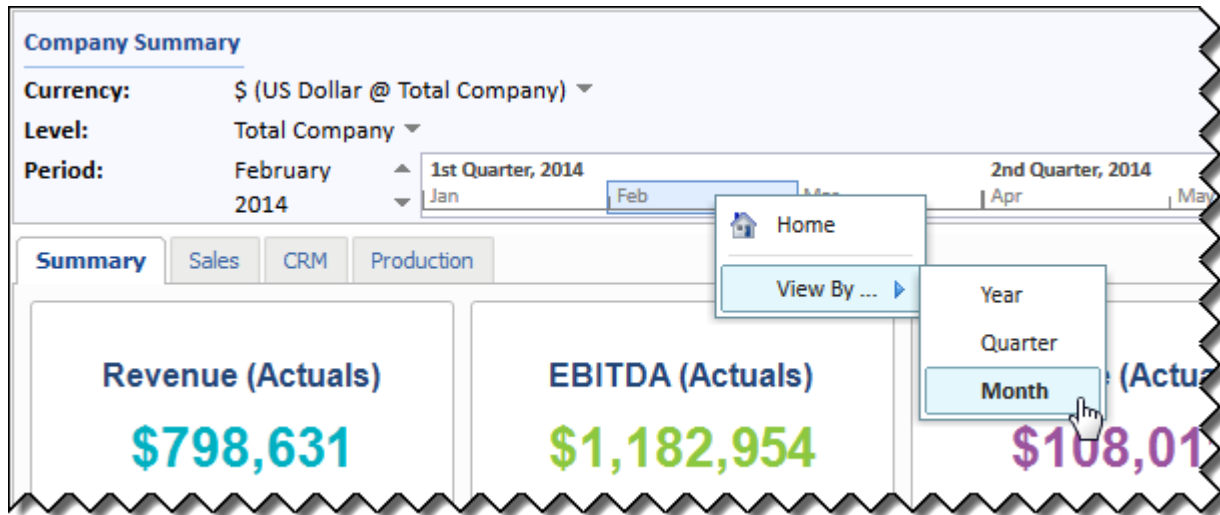 Company Summary
Currency: $ (US Dollar @ Total Company)
Level: Total Company
Period: February 2014
1st Quarter, 2014 2nd Quarter, 2014
Jan Feb Apr May
Home
View By ...
Year
Quarter
Month
Summary Sales CRM Production
Revenue (Actuals) EBITDA (Actuals)
$798,631 $1,182,954